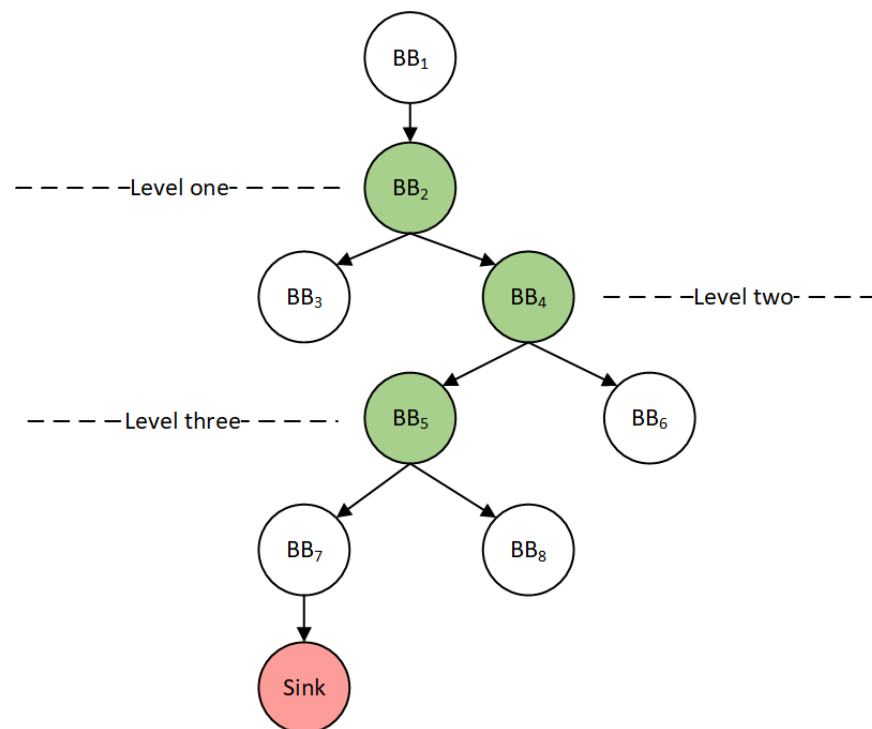 BB₁
Level one
BB₂
BB₃
BB₄
Level two
Level three
BB₅
BB₆
BB₇
BB₈
Sink